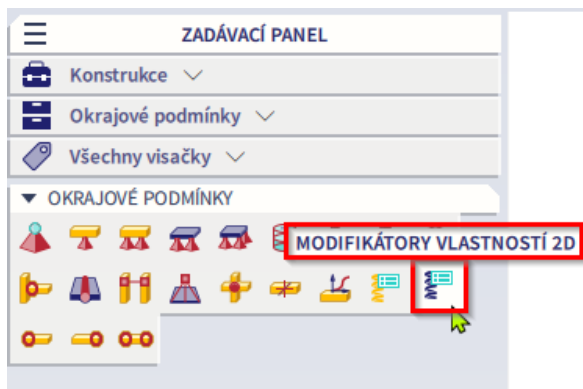 ZADÁVACÍ PANEL
Konstrukce
Okrajové podmínky
Všechny visačky
OKRAJOVÉ PODMÍNKY
MODIFIKÁTORY VLASTNOSTÍ 2D